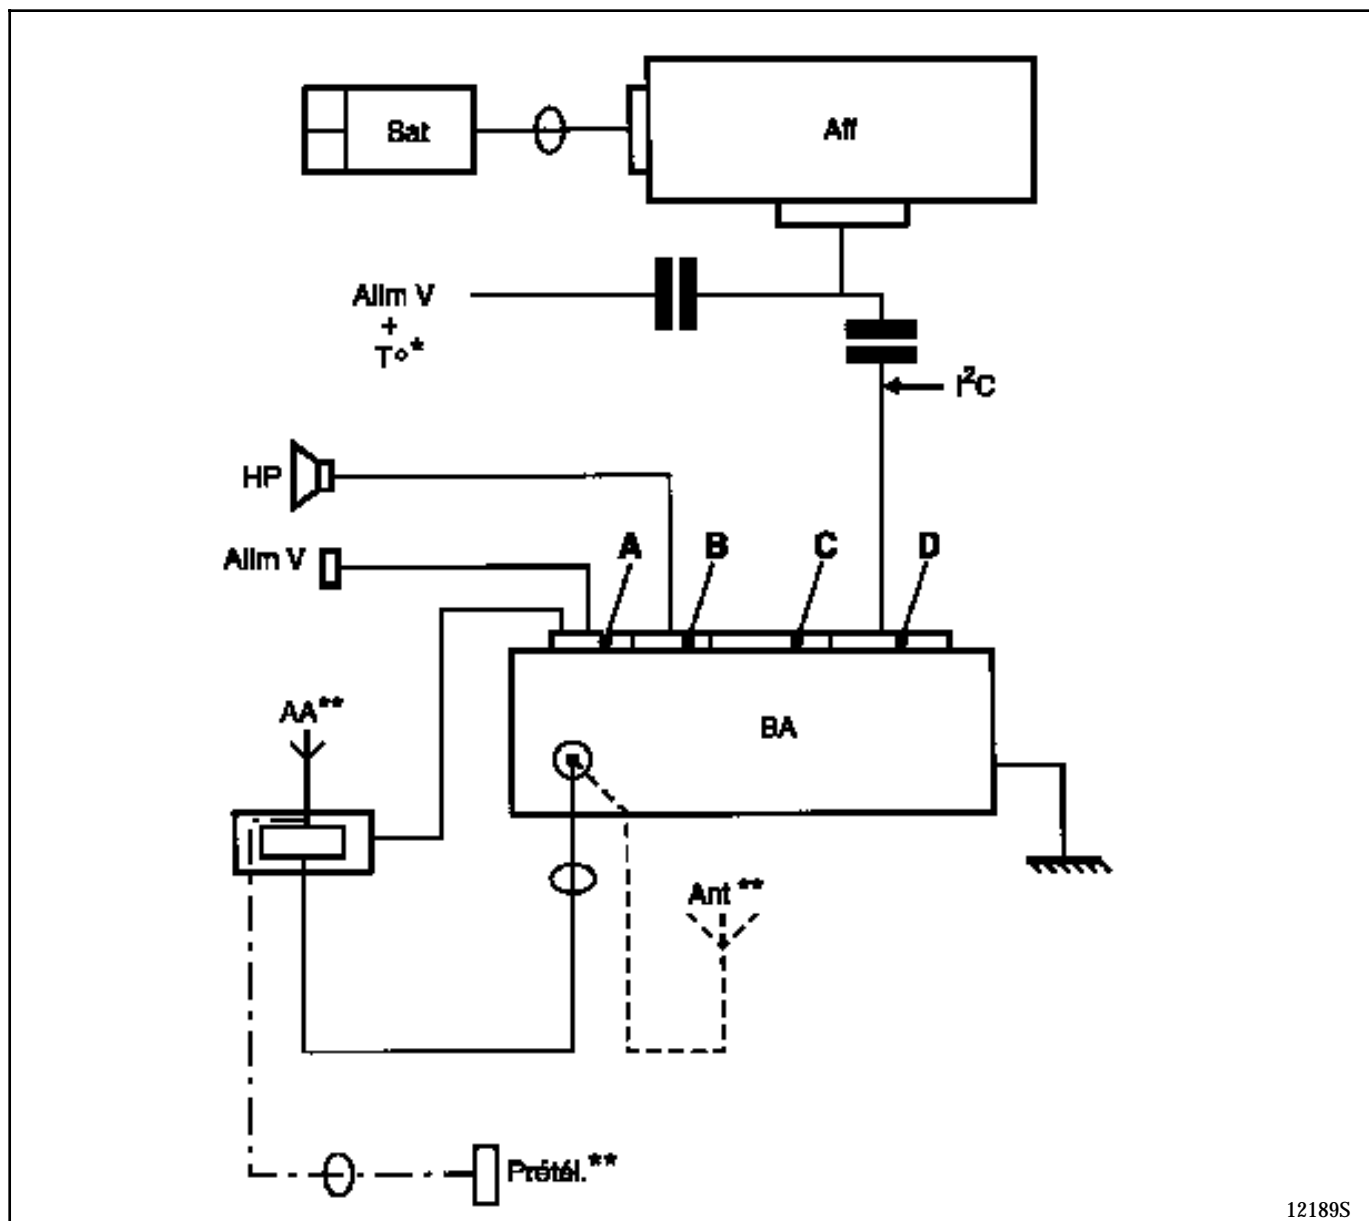 Sat
Aff
Alim V
+
T°*
I²C
HP
Alim V
A
B
C
D
BA
AA**
Ant **
Prétél.**
12189S